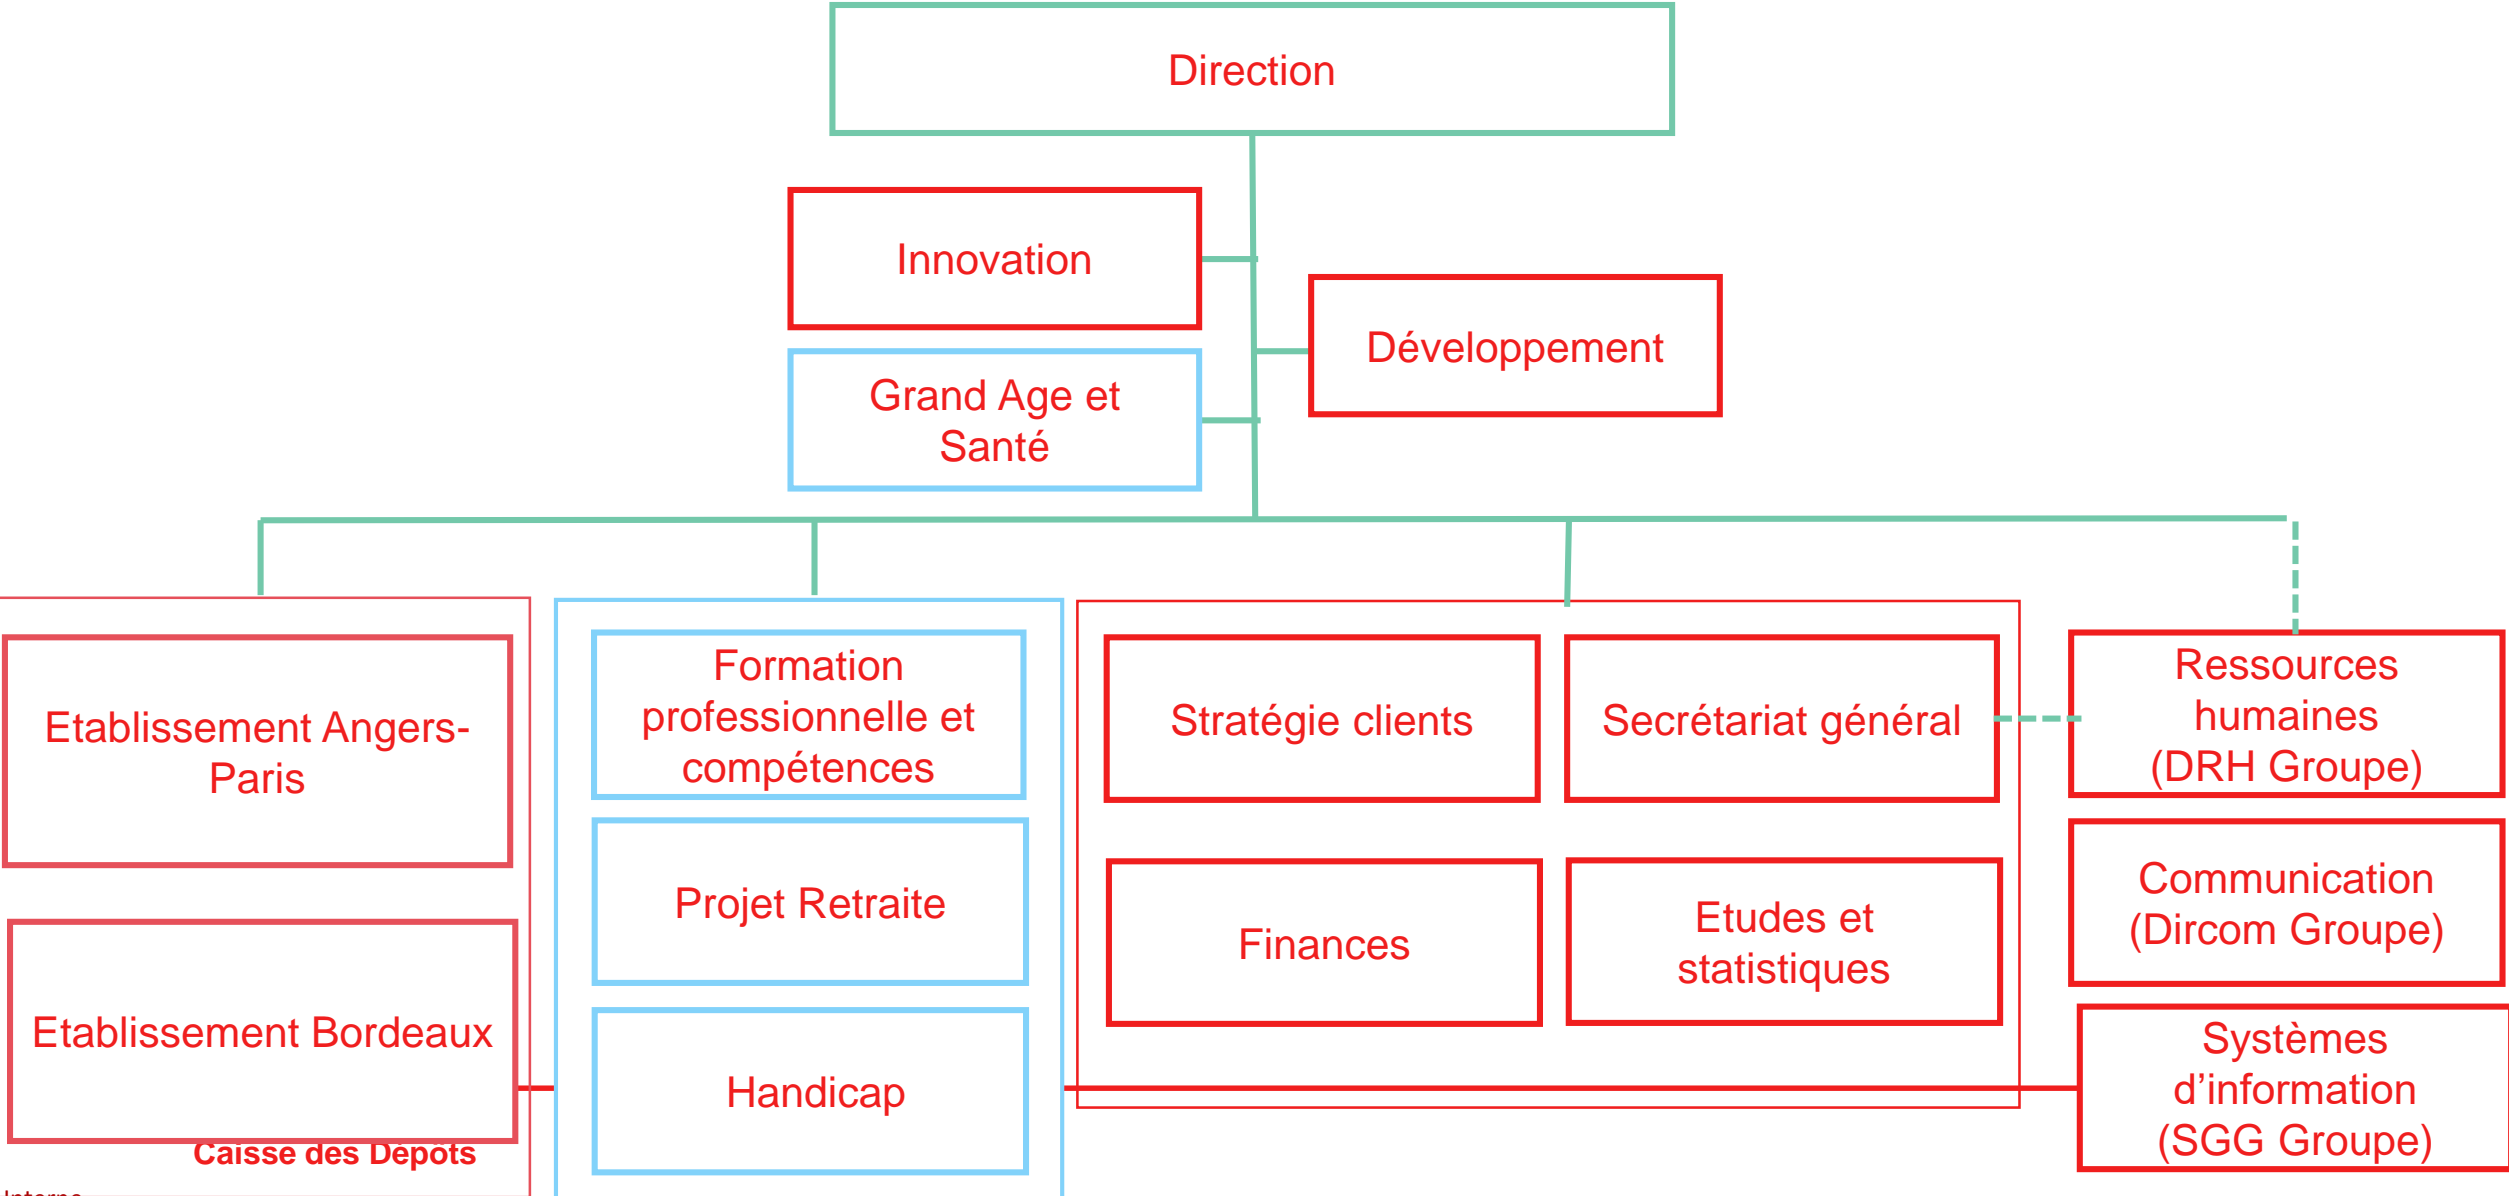 Direction
Innovation
Développement
Grand Age et
Santé
Etablissement Angers-
Paris
Etablissement Bordeaux
Formation
professionnelle et
compétences
Projet Retraite
Handicap
Stratégie clients
Secrétariat général
Finances
Etudes et
statistiques
Ressources
humaines
(DRH Groupe)
Communication
(Dircom Groupe)
Systèmes
d’information
(SGG Groupe)
Caisse des Dépôts
Interne